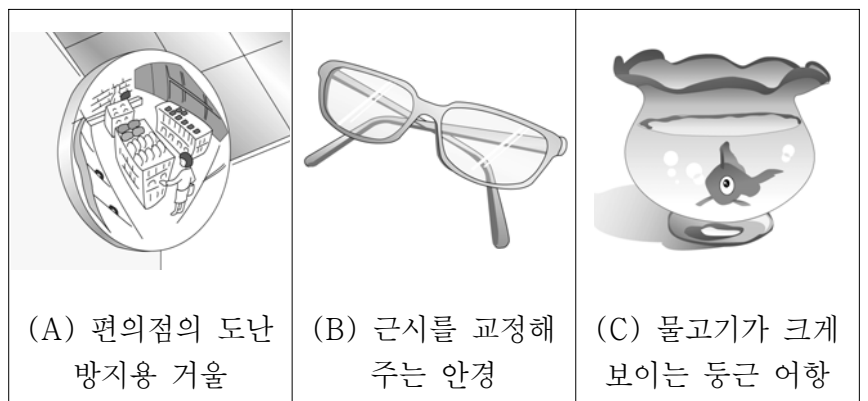 (A) 편의점의 도난
방지용 거울
(B) 근시를 교정해
주는 안경
(C) 물고기가 크게
보이는 둥근 어항